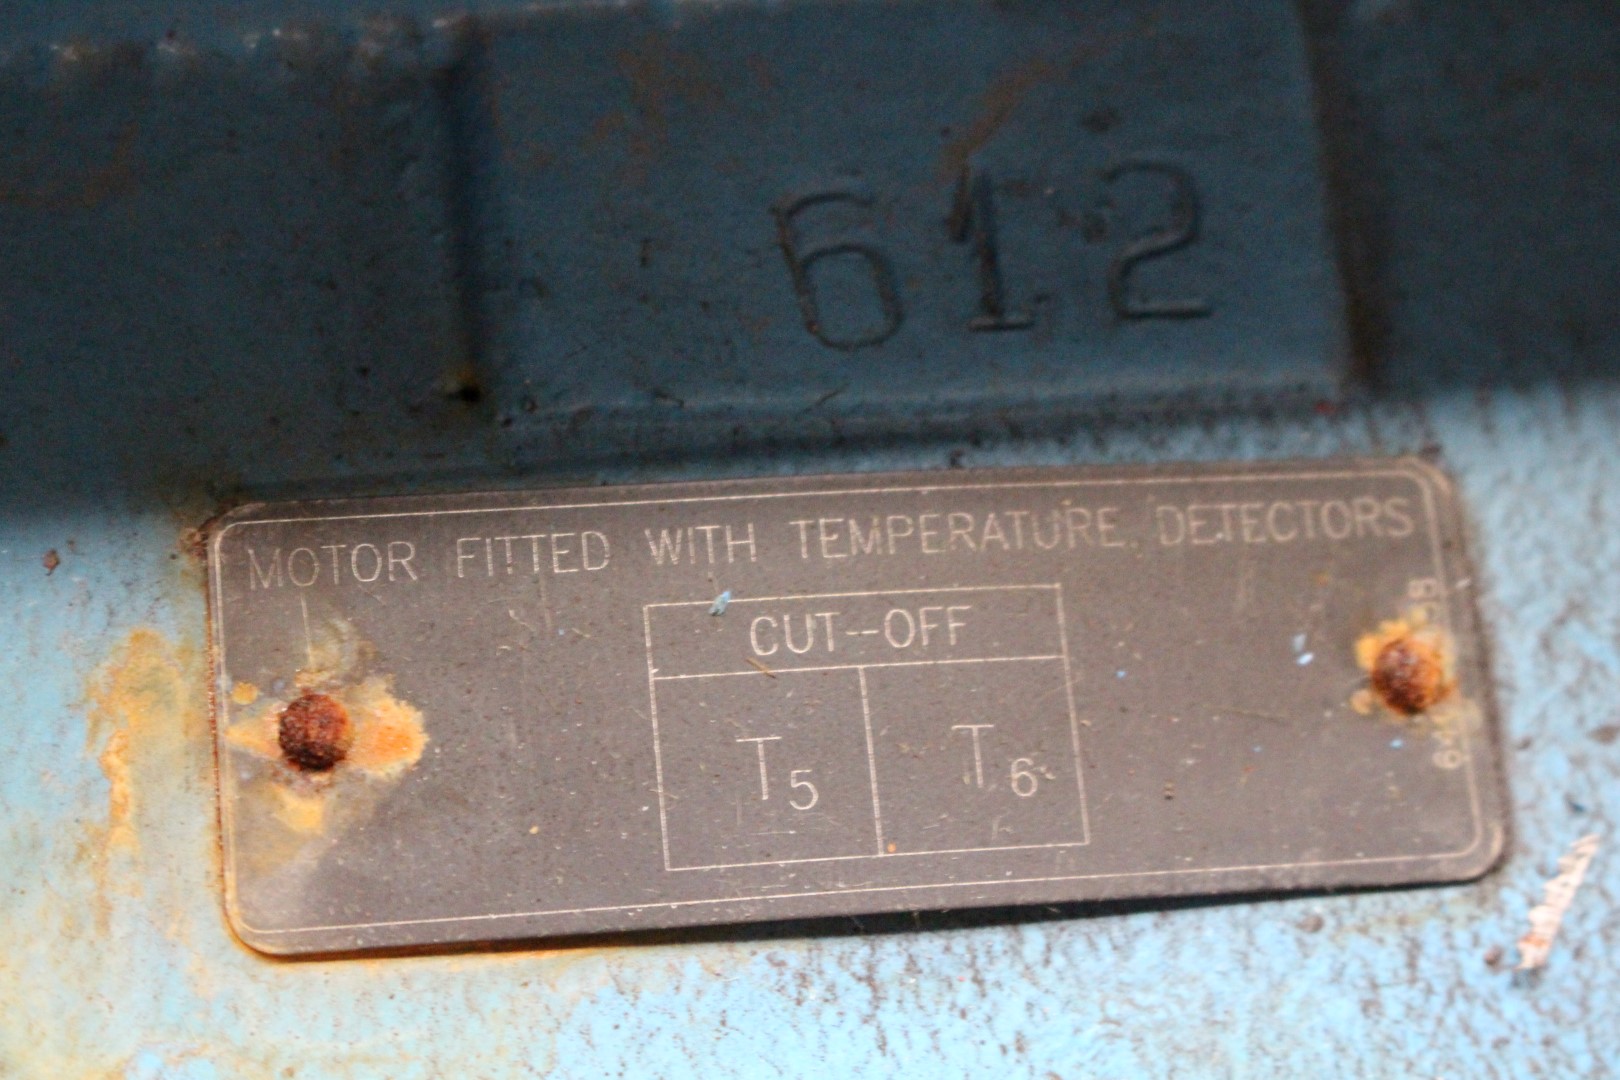 612
MOTOR FITTED WITH TEMPERATURE DETECTORS
CUT--OFF
T5 T6